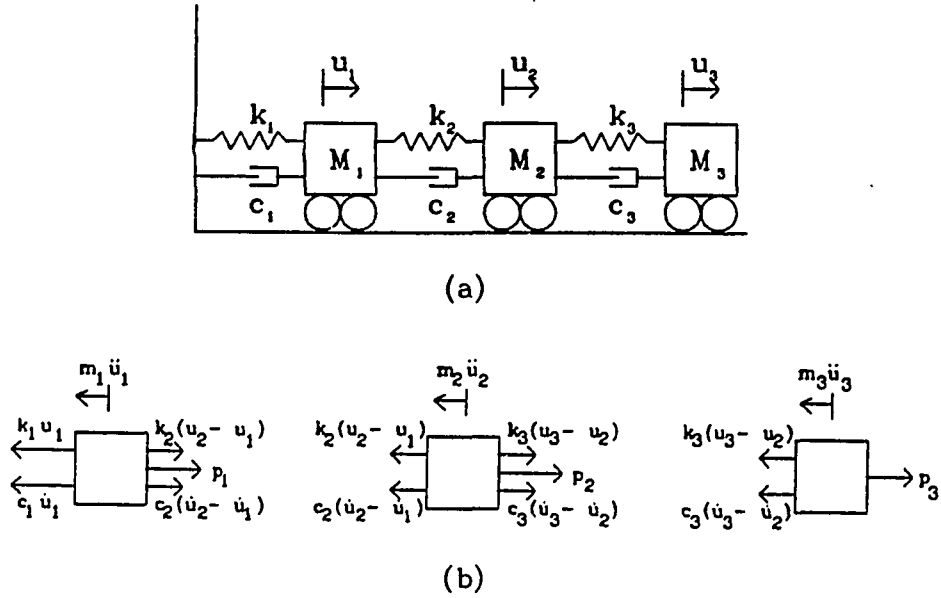 u₁ u₂ u₃
k₁ k₂ k₃
M₁ M₂ M₃
c₁ c₂ c₃
(a)
m₁ü₁ m₂ü₂ m₃ü₃
k₁u₁ k₂(u₂- u₁) k₂(u₂- u₁) k₃(u₃- u₂) k₃(u₃- u₂)
p₁ p₂ p₃
c₁u̇₁ c₂(u̇₂- u̇₁) c₂(u̇₂- u̇₁) c₃(u̇₃- u̇₂) c₃(u̇₃- u̇₂)
(b)